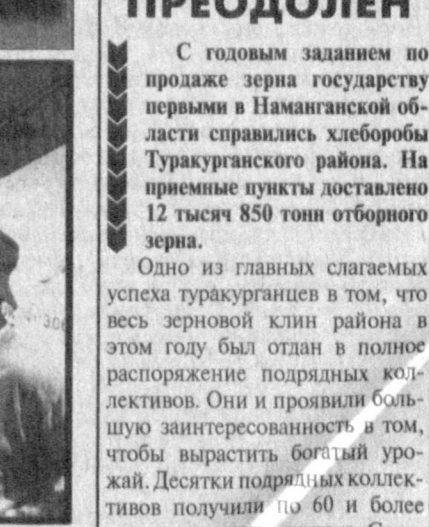 ПРЕОДОЛЕН
С годовым заданием по
продаже зерна государству
первыми в Наманганской об-
ласти справились хлеборобы
Туракурганского района. На
приемные пункты доставлено
12 тысяч 850 тонн отборного
зерна.
Одно из главных слагаемых
успеха туракурганцев в том, что
весь зерновой клин района в
этом году был отдан в полное
распоряжение подрядных кол-
лективов. Они и проявили боль-
шую заинтересованность в том,
чтобы вырастить богатый уро-
жай. Десятки подрядных коллек-
тивов получили по 60 и более